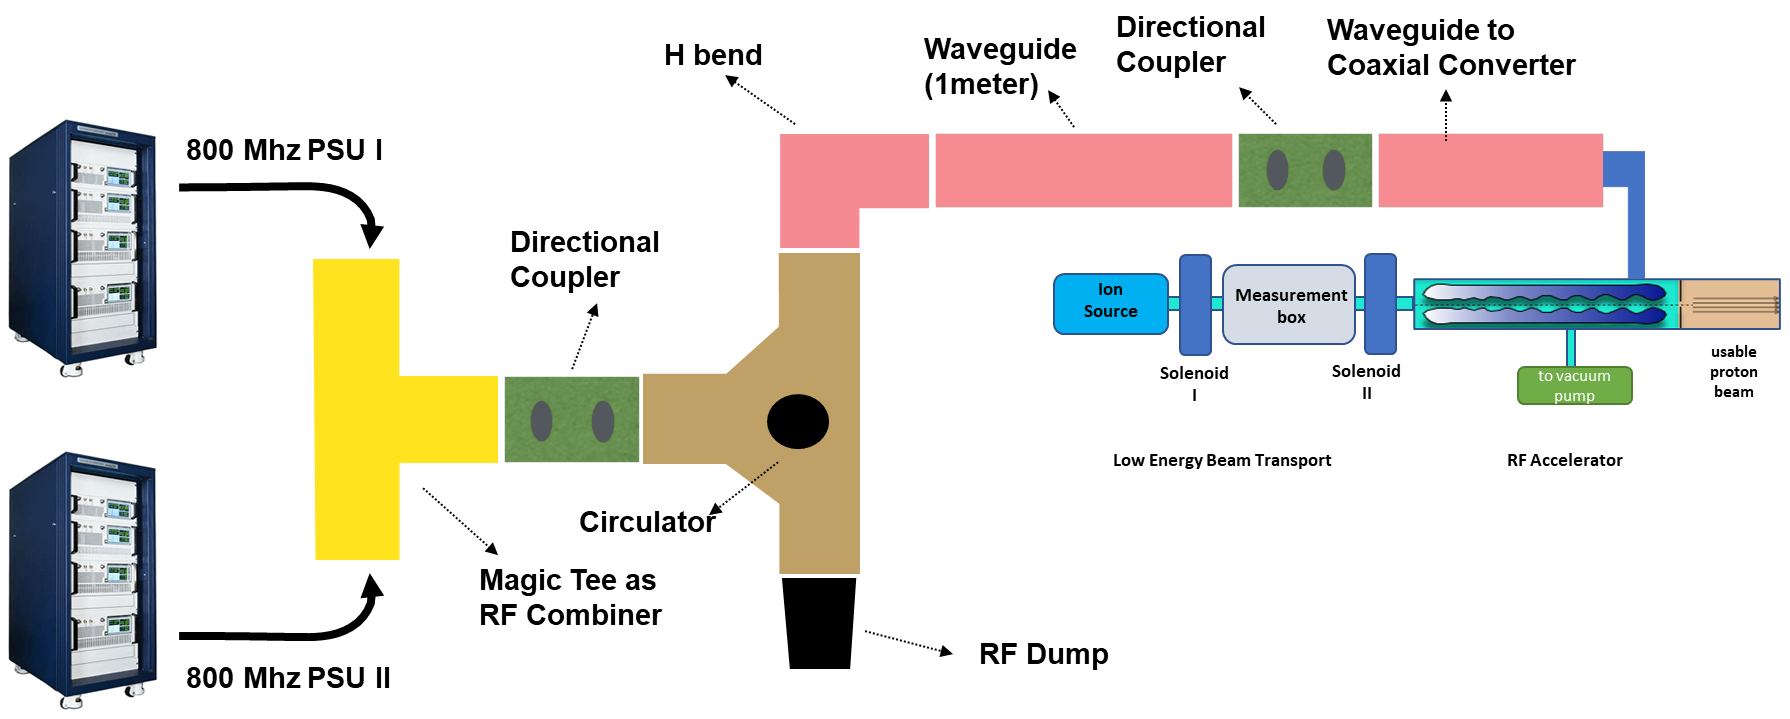 H bend
Waveguide
(1meter)
Directional
Coupler
Waveguide to
Coaxial Converter
800 Mhz PSU I
Directional
Coupler
Ion
Source
Measurement
box
Solenoid
I
Solenoid
II
to vacuum
pump
usable
proton
beam
Low Energy Beam Transport
RF Accelerator
Circulator
Magic Tee as
RF Combiner
RF Dump
800 Mhz PSU II